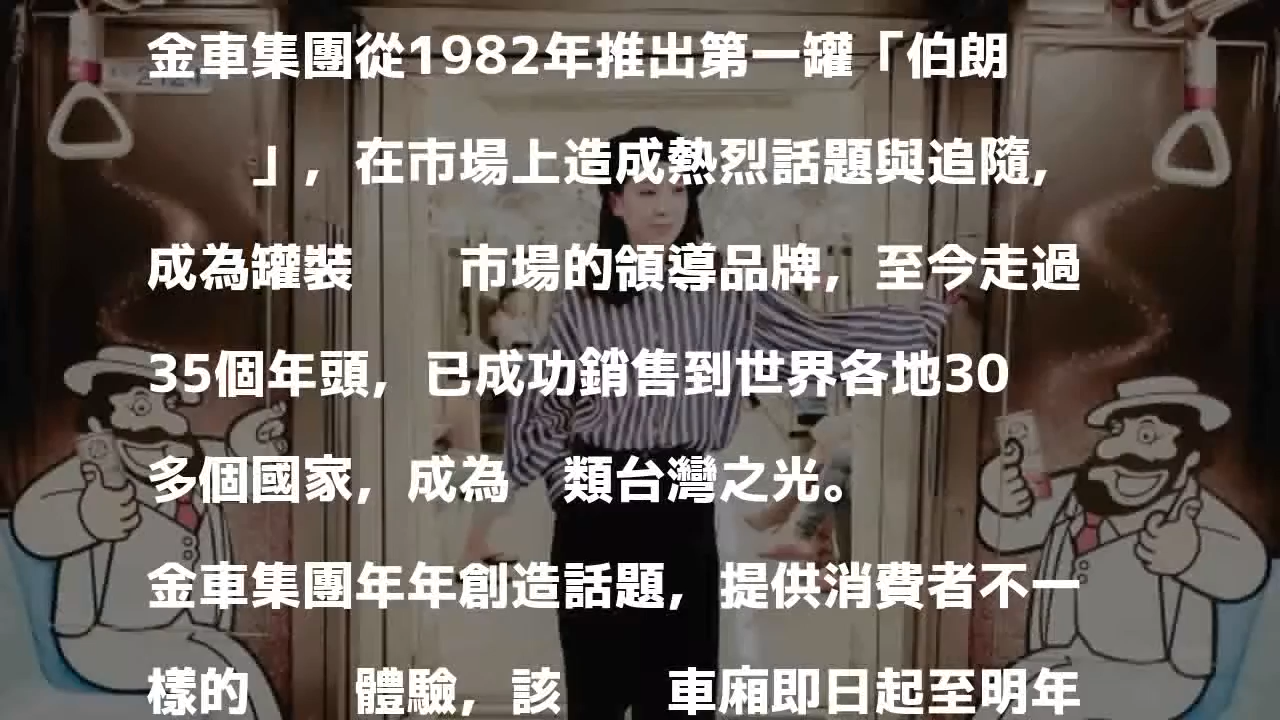 金車集團從1982年推出第一罐「伯朗
」，在市場上造成熱烈話題與追隨，
成為罐裝　　市場的領導品牌，至今走過
35個年頭，已成功銷售到世界各地30
多個國家，成為　類台灣之光。
金車集團年年創造話題，提供消費者不一
樣的　　體驗，該　　車廂即日起至明年